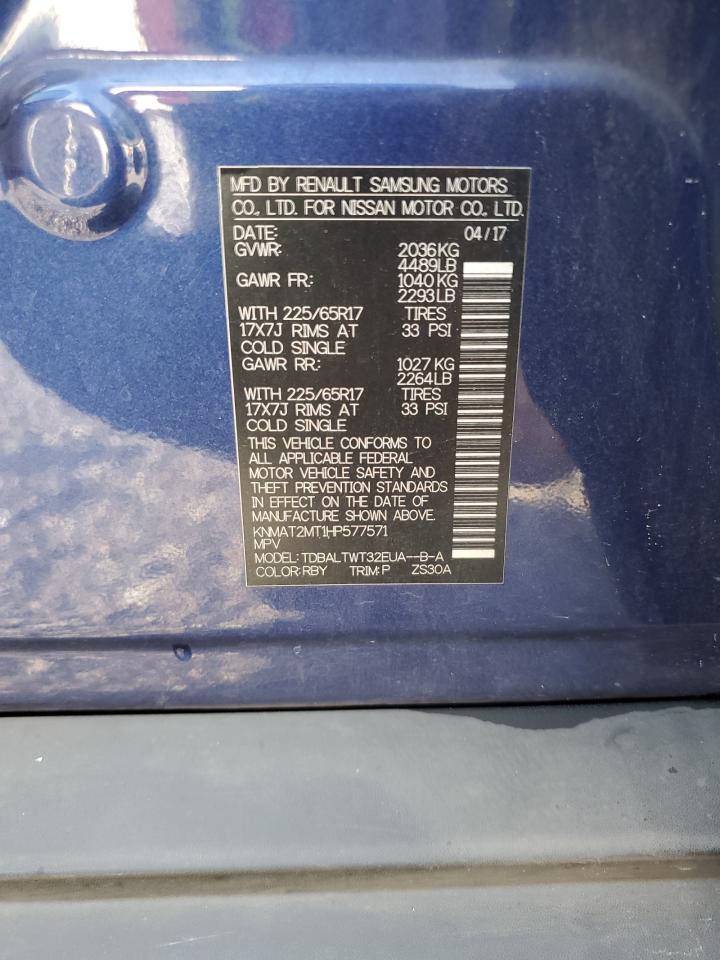 MFD BY RENAULT SAMSUNG MOTORS
CO., LTD. FOR NISSAN MOTOR CO., LTD.
DATE: 04/17
GVWR: 2036KG
4489LB
GAWR FR: 1040KG
2293LB
WITH 225/65R17 TIRES
17X7J RIMS AT 33 PSI
COLD SINGLE
GAWR RR: 1027KG
2264LB
WITH 225/65R17 TIRES
17X7J RIMS AT 33 PSI
COLD SINGLE
THIS VEHICLE CONFORMS TO
ALL APPLICABLE FEDERAL
MOTOR VEHICLE SAFETY AND
THEFT PREVENTION STANDARDS
IN EFFECT ON THE DATE OF
MANUFACTURE SHOWN ABOVE.
KNMAT2MT1HP577571
MPV
MODEL: TDBALTWT32EUA--B-A
COLOR: RBY TRIM: P ZS30A